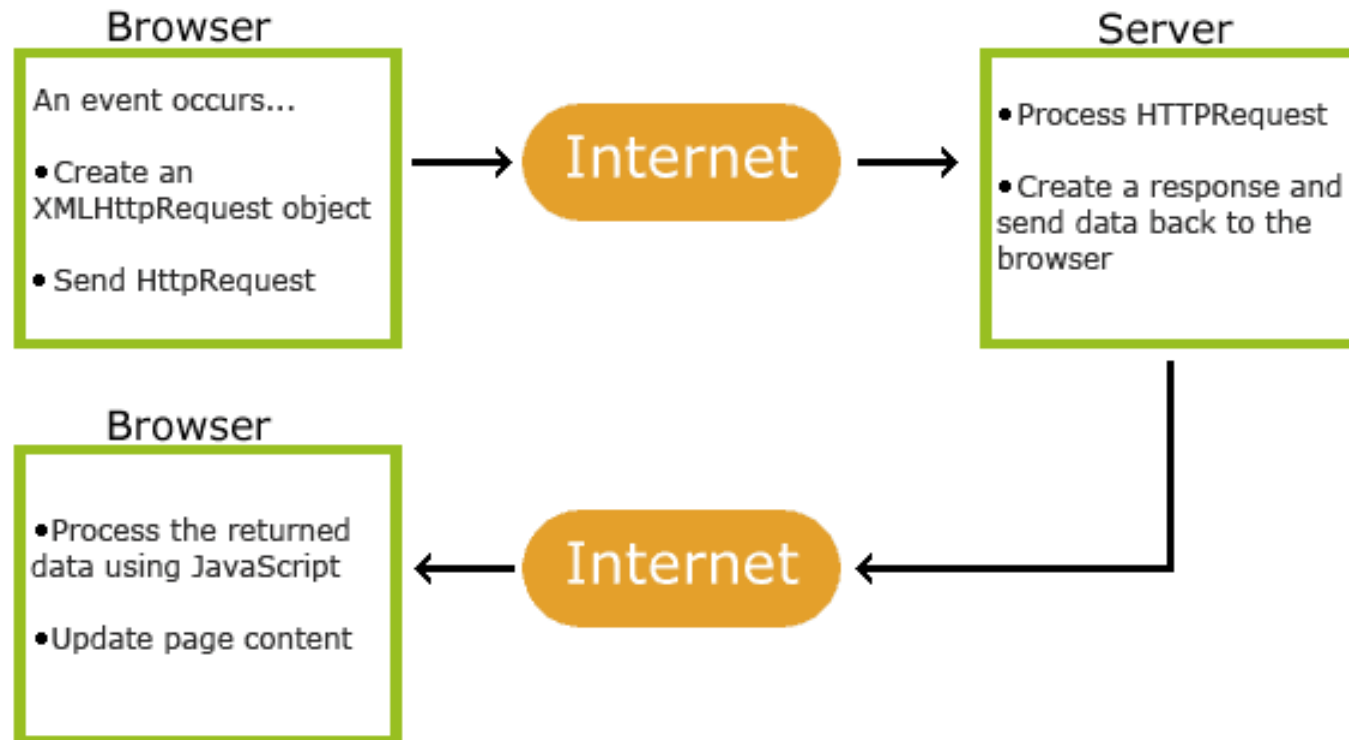 Browser
An event occurs...
•Create an
XMLHttpRequest object
• Send HttpRequest
Internet
Server
•Process HTTPRequest
•Create a response and
send data back to the
browser
Browser
•Process the returned
data using JavaScript
•Update page content
Internet